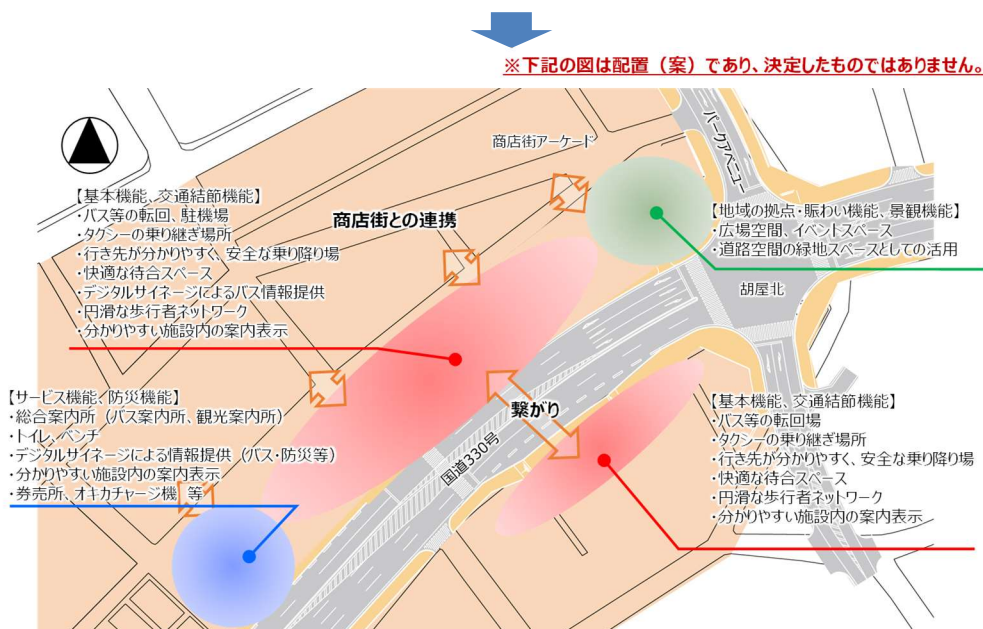 ※下記の図は配置（案）であり、決定したものではありません。
商店街アーケード
パークアベニュー
【基本機能、交通結節機能】
・バス等の転回、駐機場
・タクシーの乗り継ぎ場所
・行き先が分かりやすく、安全な乗り降り場
・快適な待合スペース
・デジタルサイネージによるバス情報提供
・円滑な歩行者ネットワーク
・分かりやすい施設内の案内表示
商店街との連携
【地域の拠点・賑わい機能、景観機能】
・広場空間、イベントスペース
・道路空間の緑地スペースとしての活用
胡屋北
【サービス機能、防災機能】
・総合案内所（バス案内所、観光案内所）
・トイレ、ベンチ
・デジタルサイネージによる情報提供（バス・防災等）
・分かりやすい施設内の案内表示
・券売所、オキカチャージ機 等
繋がり
国道330号
【基本機能、交通結節機能】
・バス等の転回場
・タクシーの乗り継ぎ場所
・行き先が分かりやすく、安全な乗り降り場
・快適な待合スペース
・円滑な歩行者ネットワーク
・分かりやすい施設内の案内表示